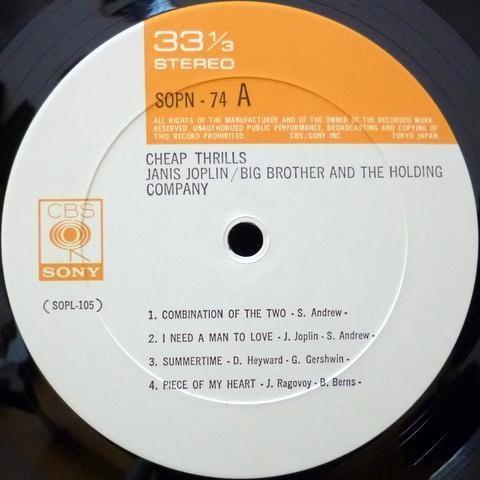 33 1/3
STEREO
SOPN - 74 A
ALL RIGHTS OF THE MANUFACTURER AND OF THE OWNER OF THE RECORDED WORK
RESERVED. UNAUTHORIZED PUBLIC PERFORMANCE, BROADCASTING AND COPYING OF
THIS RECORD PROHIBITED. CBS/SONY INC. TOKYO JAPAN.
CHEAP THRILLS
JANIS JOPLIN/BIG BROTHER AND THE HOLDING
COMPANY
CBS
SONY
(SOPL-105)
1. COMBINATION OF THE TWO - S. Andrew -
2. I NEED A MAN TO LOVE - J. Joplin - S. Andrew -
3. SUMMERTIME - D. Heyward - G. Gershwin -
4. PIECE OF MY HEART - J. Ragovoy - B. Berns -